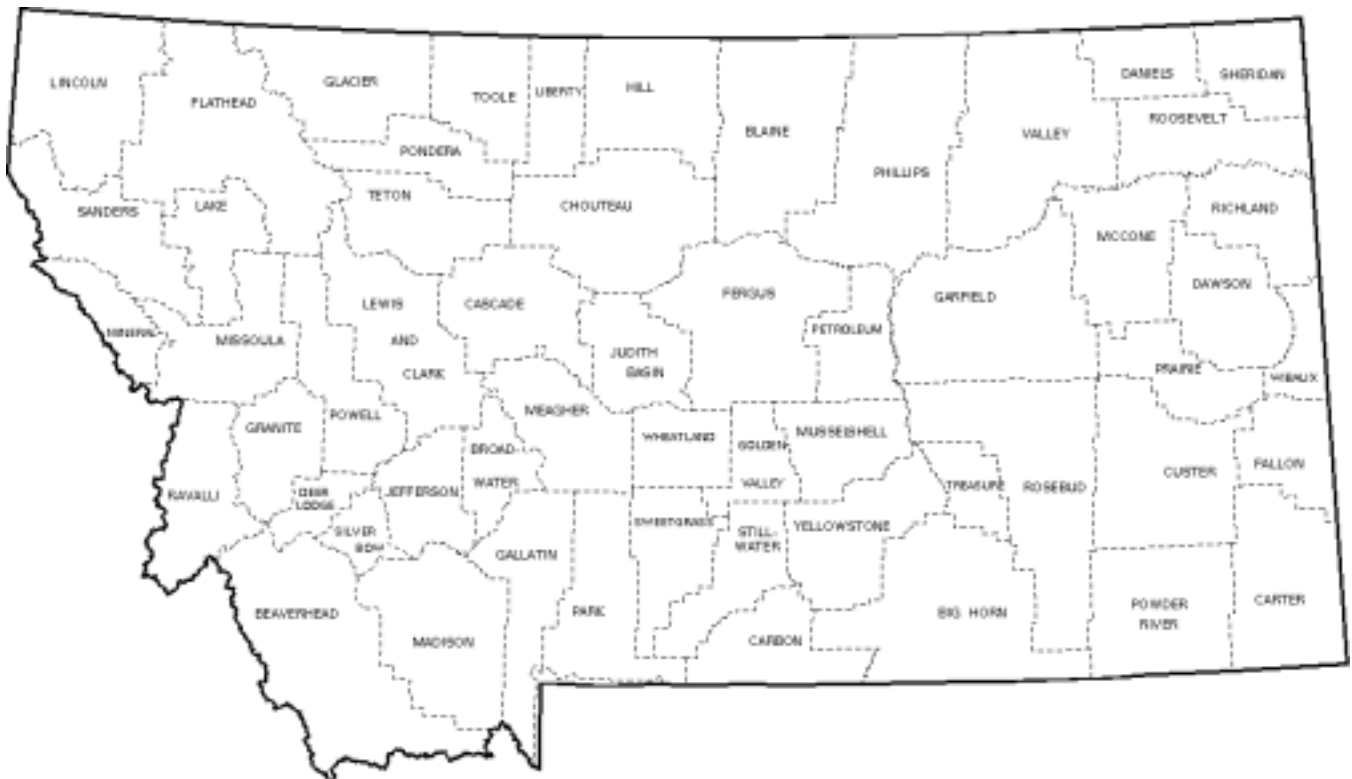 LINCOLN
FLATHEAD
GLACIER
TOOLE
LIBERTY
HILL
BLAINE
PHILLIPS
VALLEY
DANIELS
SHERIDAN
ROOSEVELT
PONDERA
TETON
CHOUTEAU
SANDERS
LAKE
RICHLAND
MCCONE
DAWSON
GARFIELD
FERGUS
PETROLEUM
CASCADE
LEWIS
AND
CLARK
MINERAL
MISSOULA
JUDITH
BASIN
PRAIRIE
WIBAUX
POWELL
GRANITE
MEAGHER
WHEATLAND
GOLDEN
VALLEY
MUSSELSHELL
BROAD-
WATER
JEFFERSON
RAVALLI
DEER
LODGE
SILVER
BOW
TREASURE
ROSEBUD
CUSTER
FALLON
SWEETGRASS
STILL-
WATER
YELLOWSTONE
GALLATIN
BEAVERHEAD
MADISON
PARK
CARBON
BIG HORN
POWDER
RIVER
CARTER